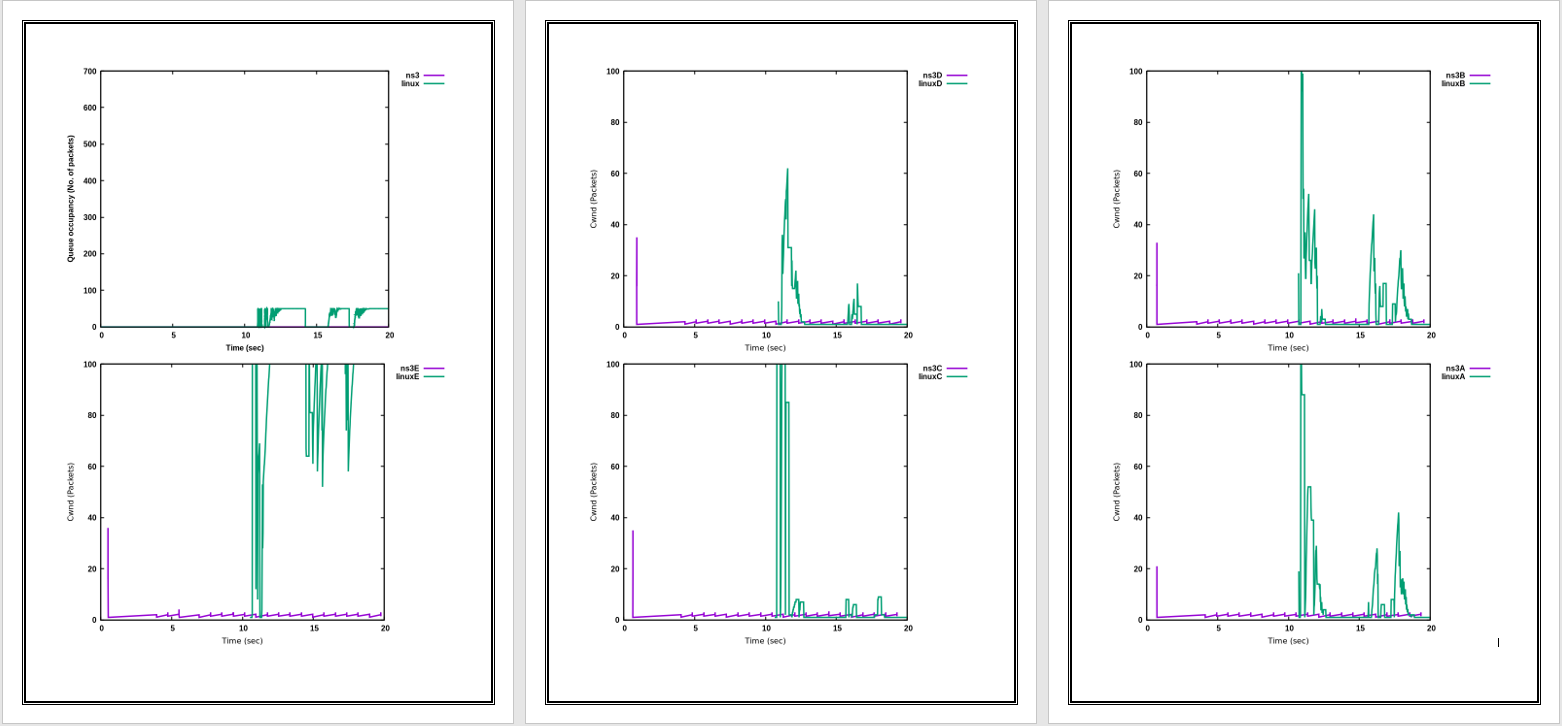 ns3
linux
700
600
500
400
300
200
100
0
Queue occupancy (No. of packets)
0 5 10 15 20
Time (sec)
ns3E
linuxE
100
80
60
40
20
0
Cwnd (Packets)
0 5 10 15 20
Time (sec)
ns3D
linuxD
100
80
60
40
20
0
Cwnd (Packets)
0 5 10 15 20
Time (sec)
ns3C
linuxC
100
80
60
40
20
0
Cwnd (Packets)
0 5 10 15 20
Time (sec)
ns3B
linuxB
100
80
60
40
20
0
Cwnd (Packets)
0 5 10 15 20
Time (sec)
ns3A
linuxA
100
80
60
40
20
0
Cwnd (Packets)
0 5 10 15 20
Time (sec)